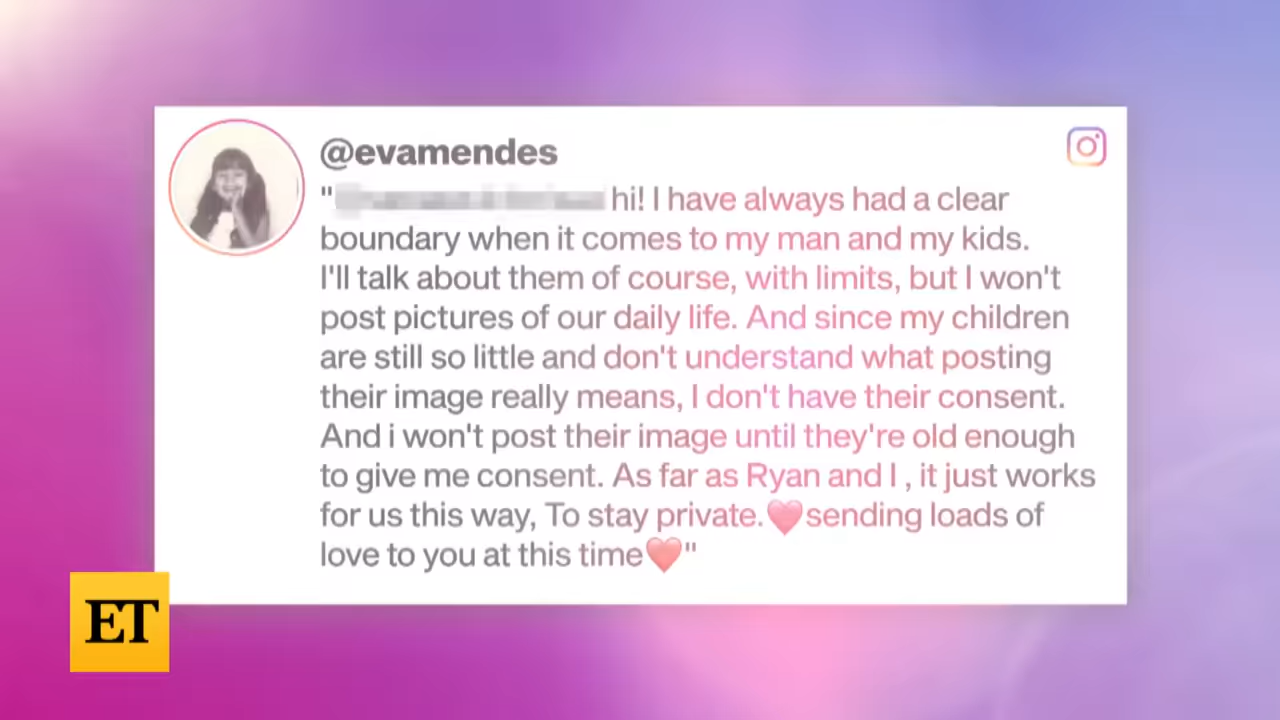 @evamendes
" hi! I have always had a clear
boundary when it comes to my man and my kids.
I'll talk about them of course, with limits, but I won't
post pictures of our daily life. And since my children
are still so little and don't understand what posting
their image really means, I don't have their consent.
And i won't post their image until they're old enough
to give me consent. As far as Ryan and I , it just works
for us this way, To stay private.❤️sending loads of
love to you at this time❤️"
ET